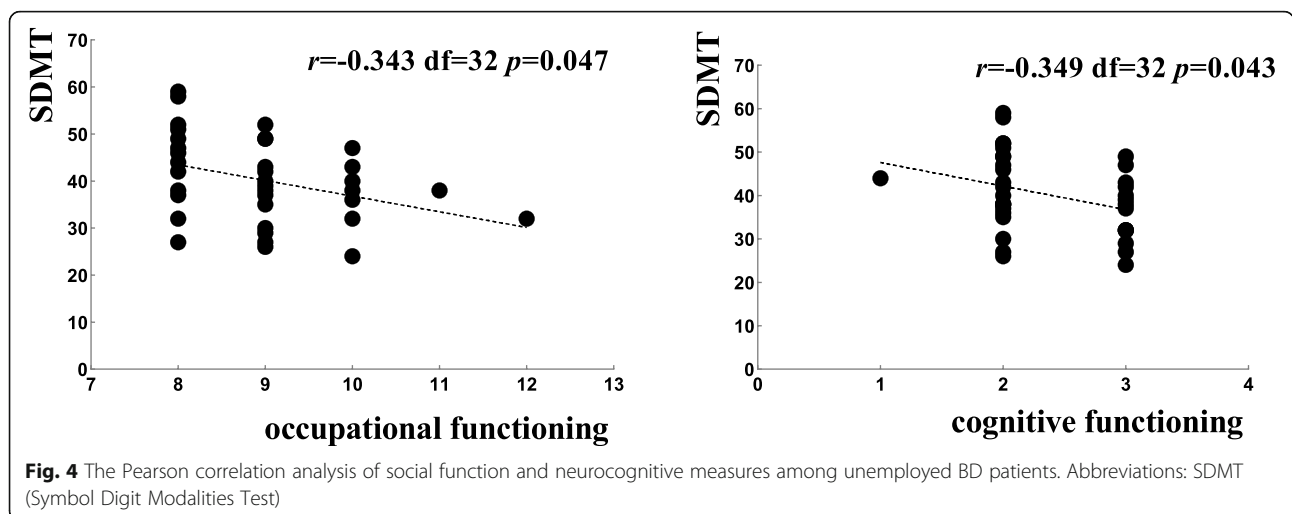 SDMT
r=-0.343 df=32 p=0.047
70
60
50
40
30
20
10
0
7 8 9 10 11 12 13
occupational functioning
SDMT
r=-0.349 df=32 p=0.043
70
60
50
40
30
20
10
0
0 1 2 3 4
cognitive functioning
Fig. 4 The Pearson correlation analysis of social function and neurocognitive measures among unemployed BD patients. Abbreviations: SDMT
(Symbol Digit Modalities Test)